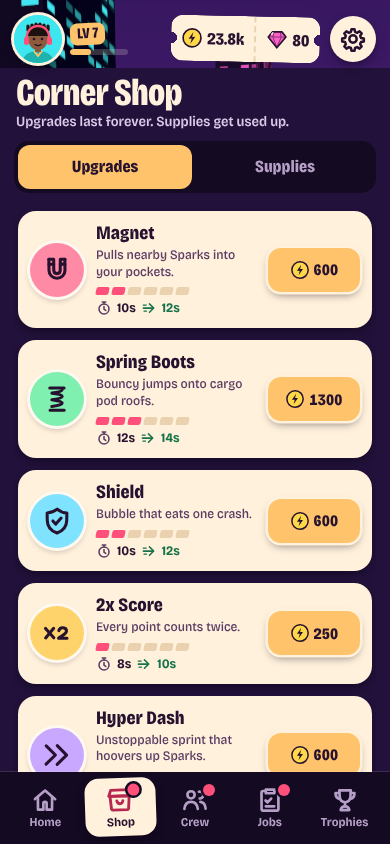 LV 7
23.8k
80
Corner Shop
Upgrades last forever. Supplies get used up.
Upgrades
Supplies
Magnet
Pulls nearby Sparks into
your pockets.
10s
12s
600
Spring Boots
Bouncy jumps onto cargo
pod roofs.
12s
14s
1300
Shield
Bubble that eats one crash.
10s
12s
600
x2
2x Score
Every point counts twice.
8s
10s
250
Hyper Dash
Unstoppable sprint that
hoovers up Sparks.
600
Home
Shop
Crew
Jobs
Trophies